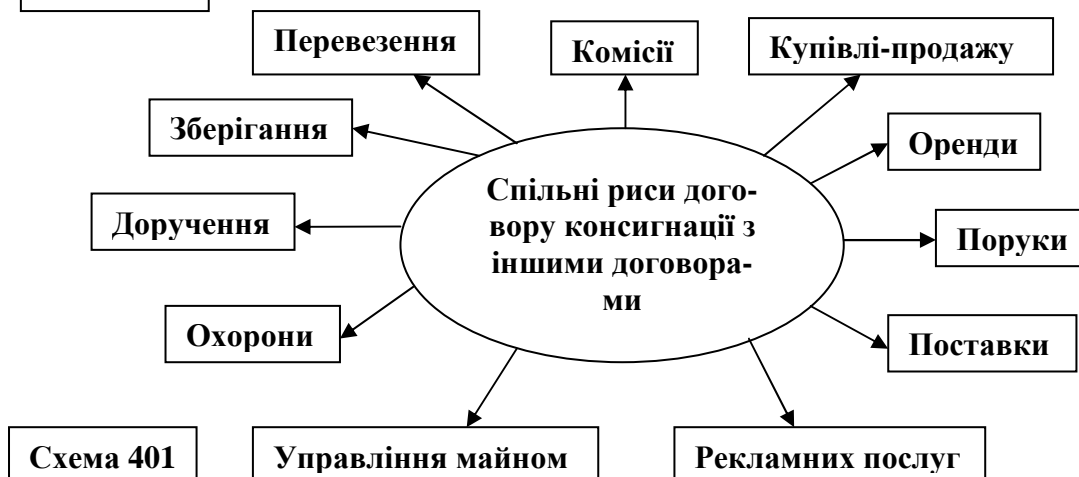 Перевезення
Комісії
Купівлі-продажу
Зберігання
Оренди
Спільні риси дого-
вору консигнації з
іншими договора-
ми
Доручення
Поруки
Охорони
Поставки
Схема 401
Управління майном
Рекламних послуг